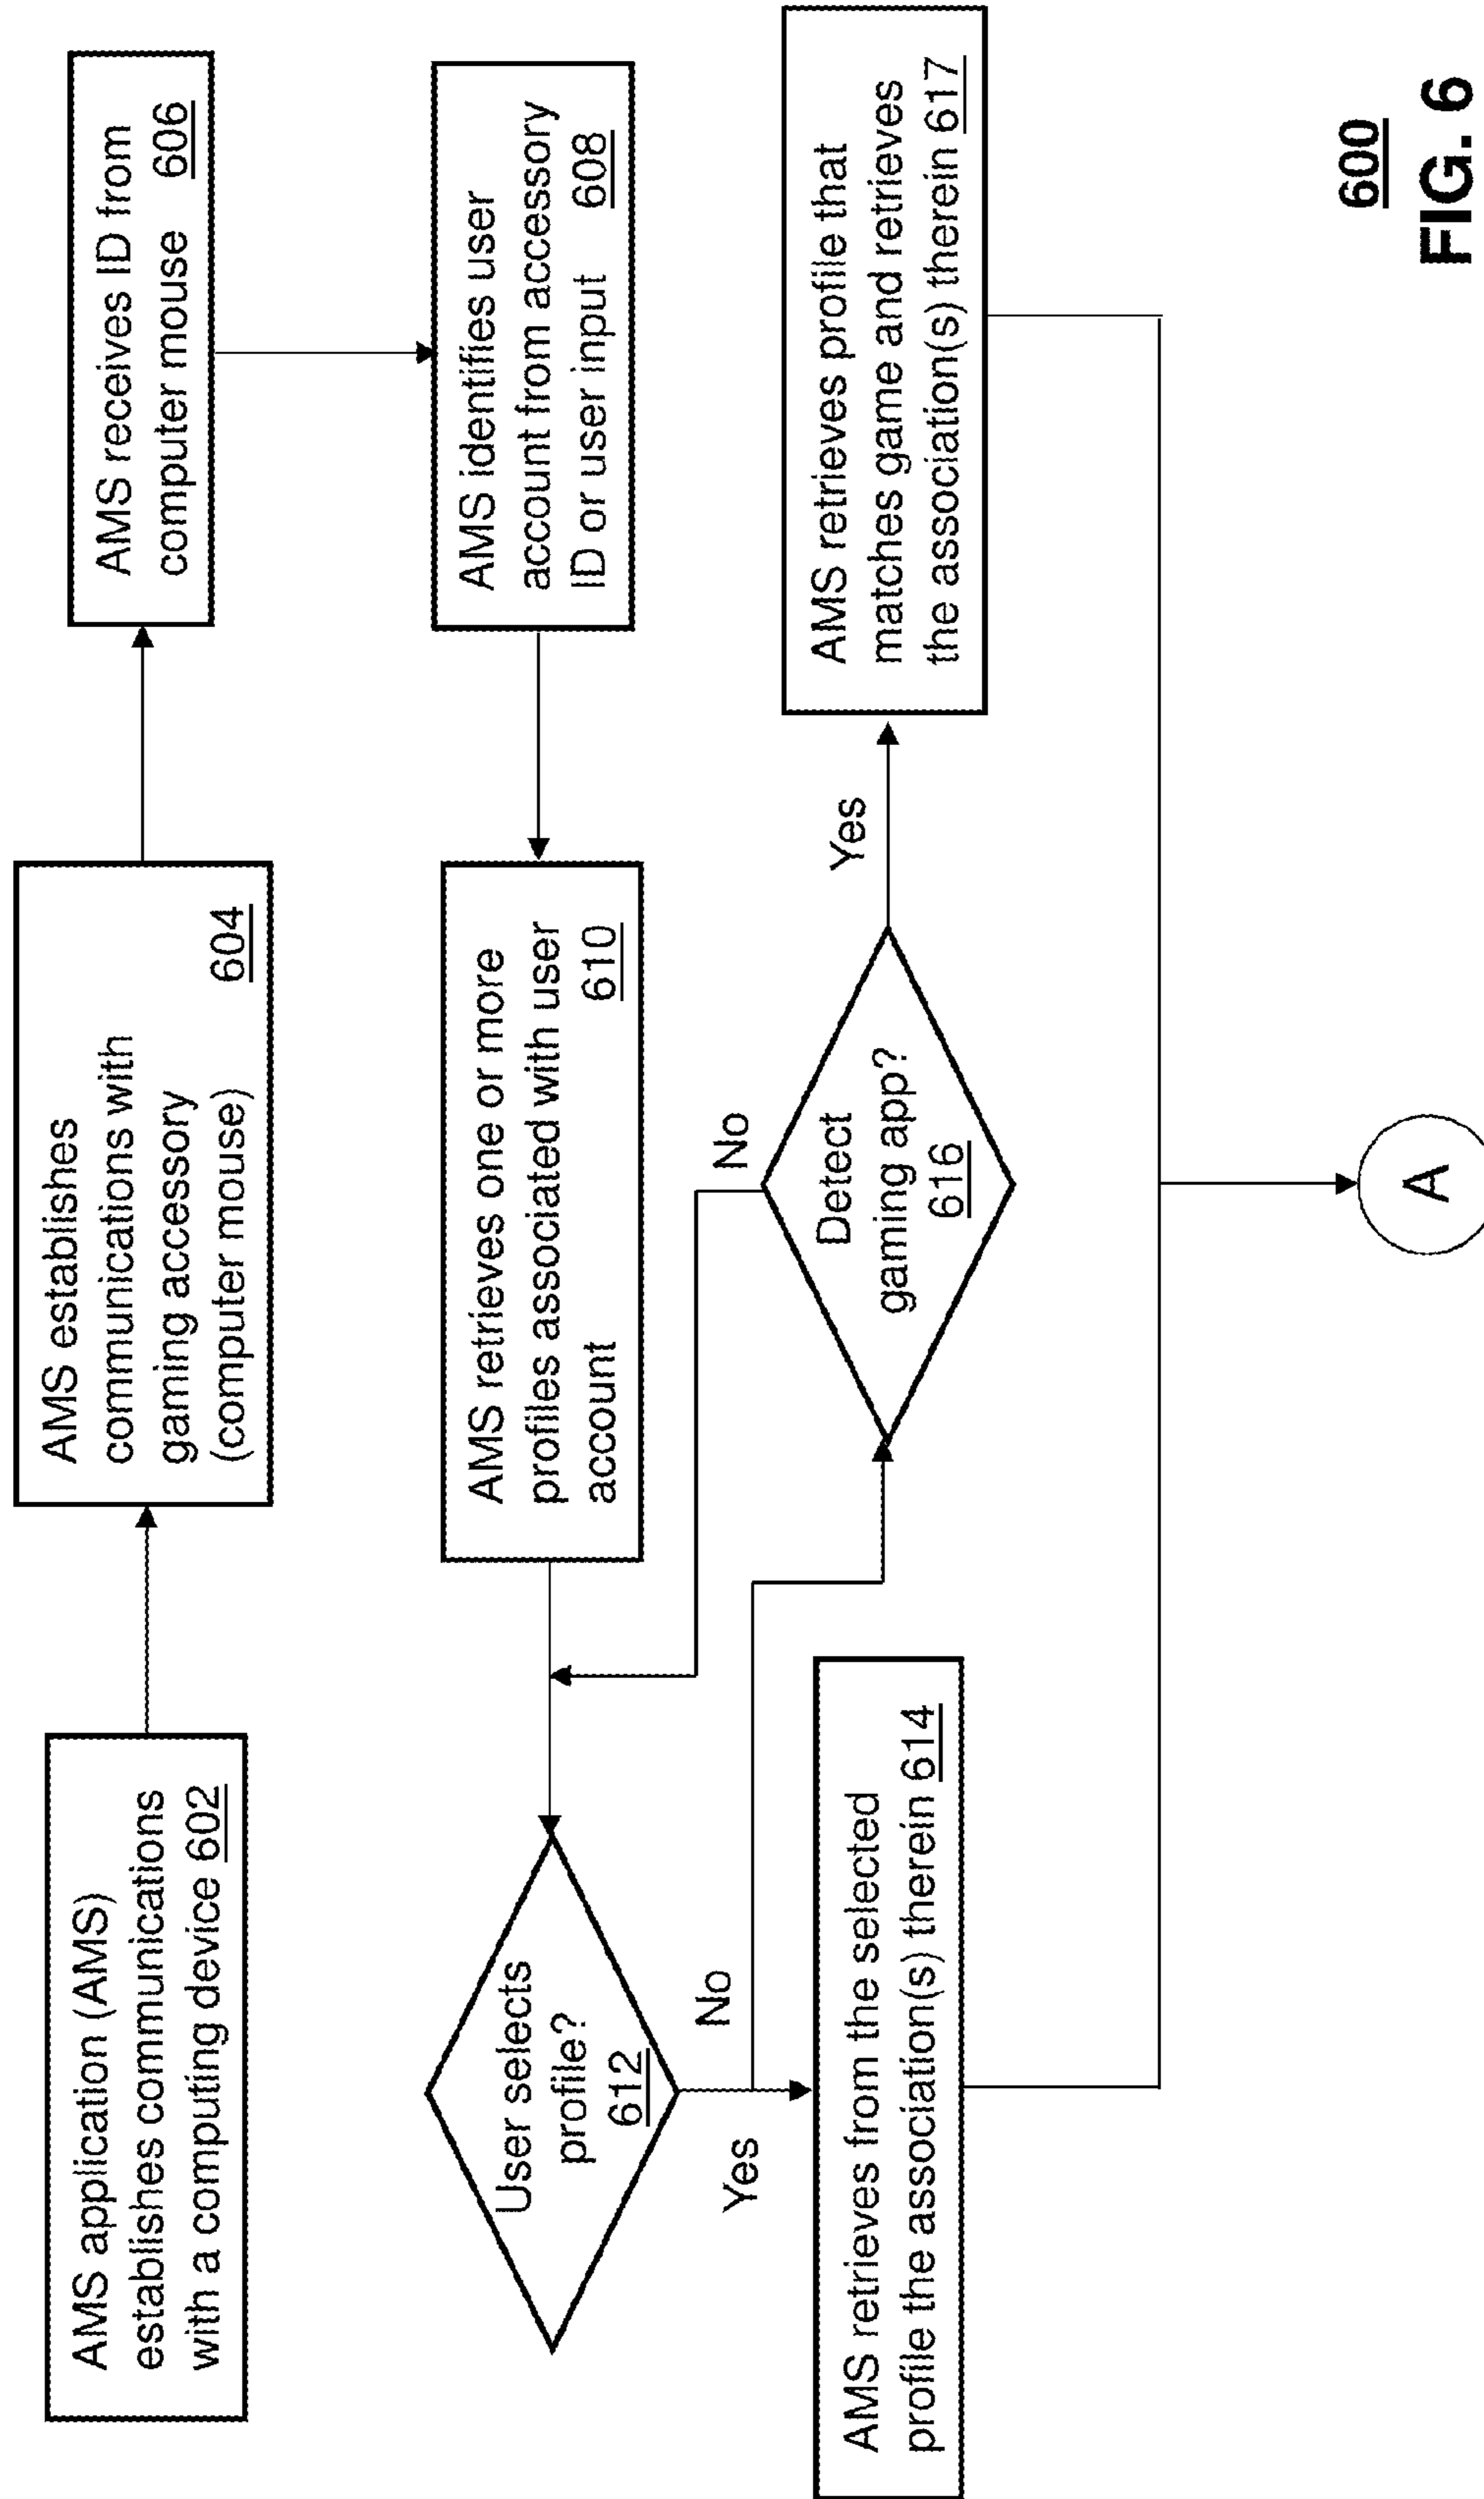 AMS application (AMS)
establishes communications
with a computing device 602
AMS establishes
communications with
gaming accessory
(computer mouse) 604
AMS receives ID from
computer mouse 606
AMS identifies user
account from accessory
ID or user input 608
AMS retrieves one or more
profiles associated with user
account 610
User selects
profile?
612
No
Yes
AMS retrieves from the selected
profile the association(s) therein 614
Detect
gaming app?
616
No
Yes
AMS retrieves profile that
matches game and retrieves
the association(s) therein 617
A
600
FIG. 6